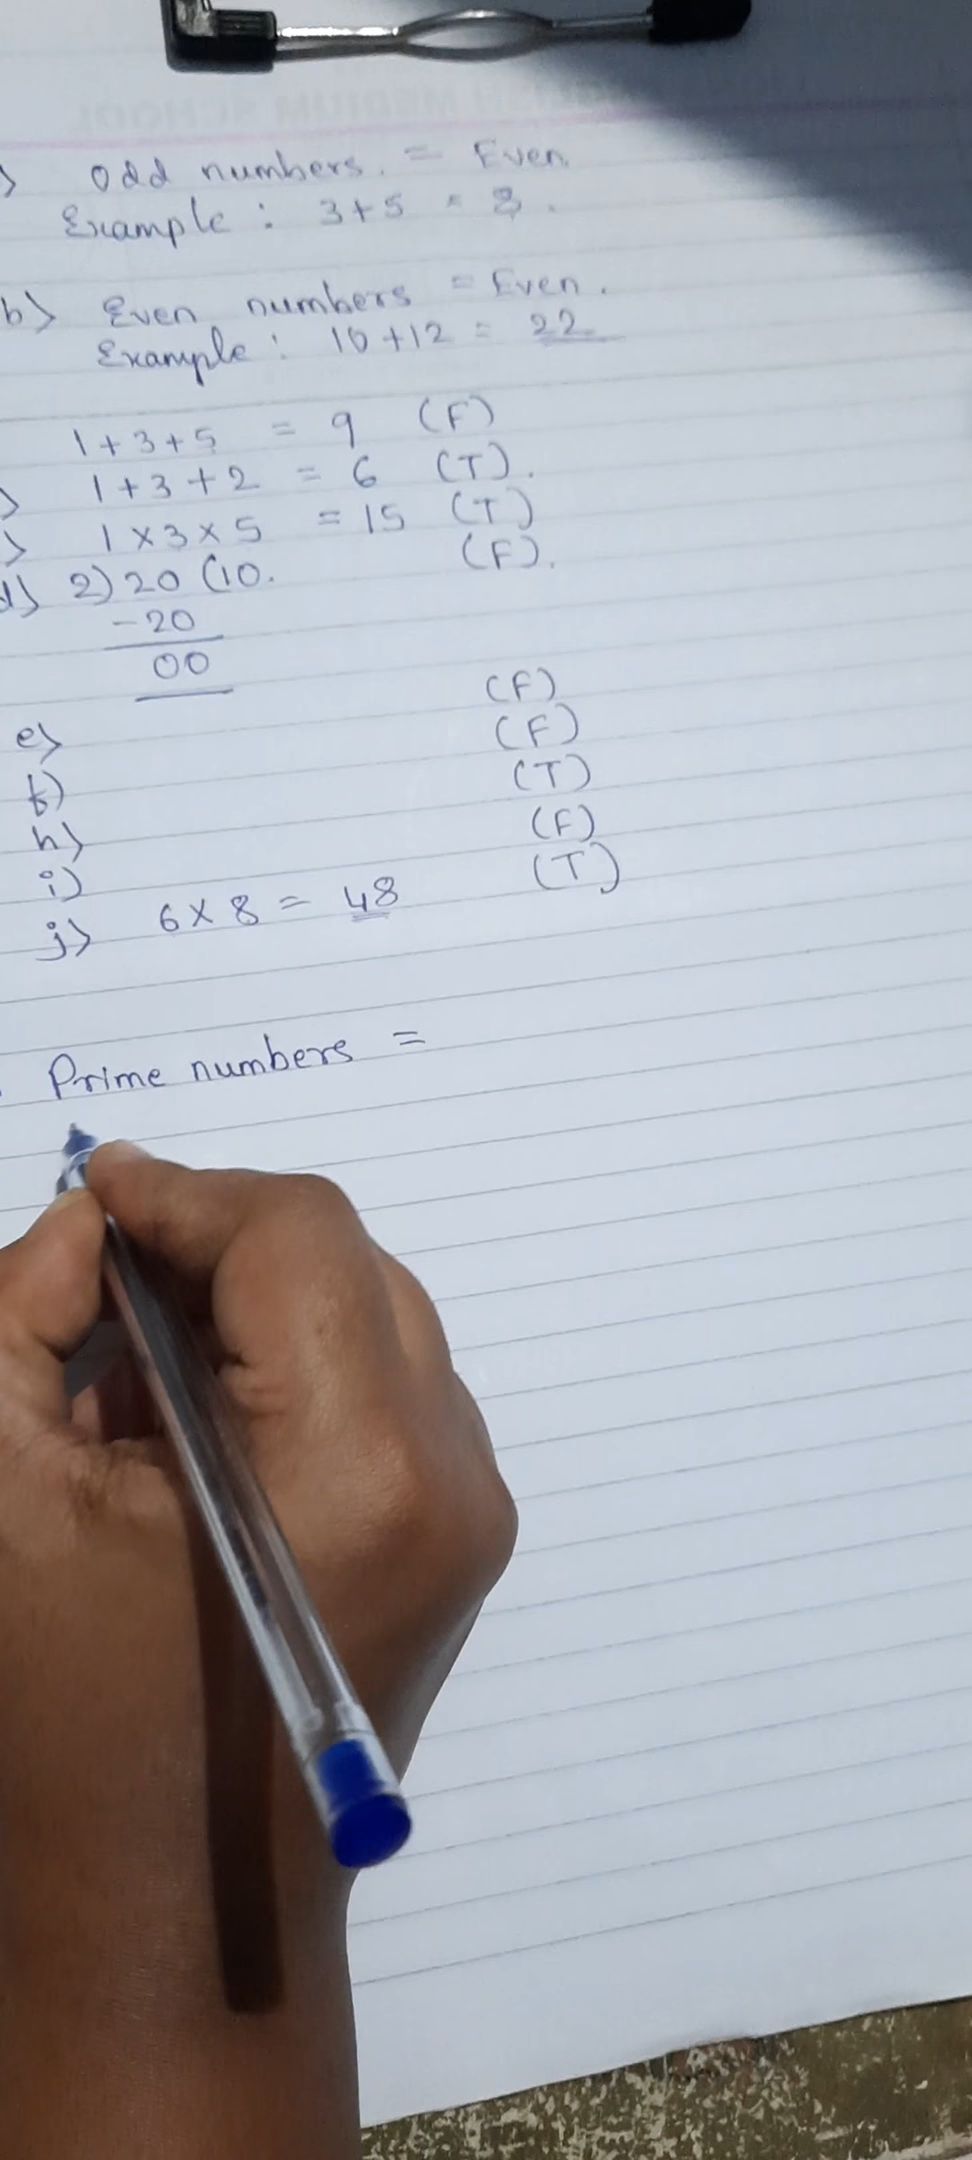 > Odd numbers. = Even.
Example : 3+5 = 8.
b> Even numbers = Even.
Example : 10+12 = 22
1+3+5 = 9 (F)
> 1+3+2 = 6 (T).
> 1×3×5 = 15 (T)
d) 2)20(10. (F).
-20
00
e> (F)
f) (F)
h) (T)
i) (F)
j> 6×8 = 48 (T)
Prime numbers =